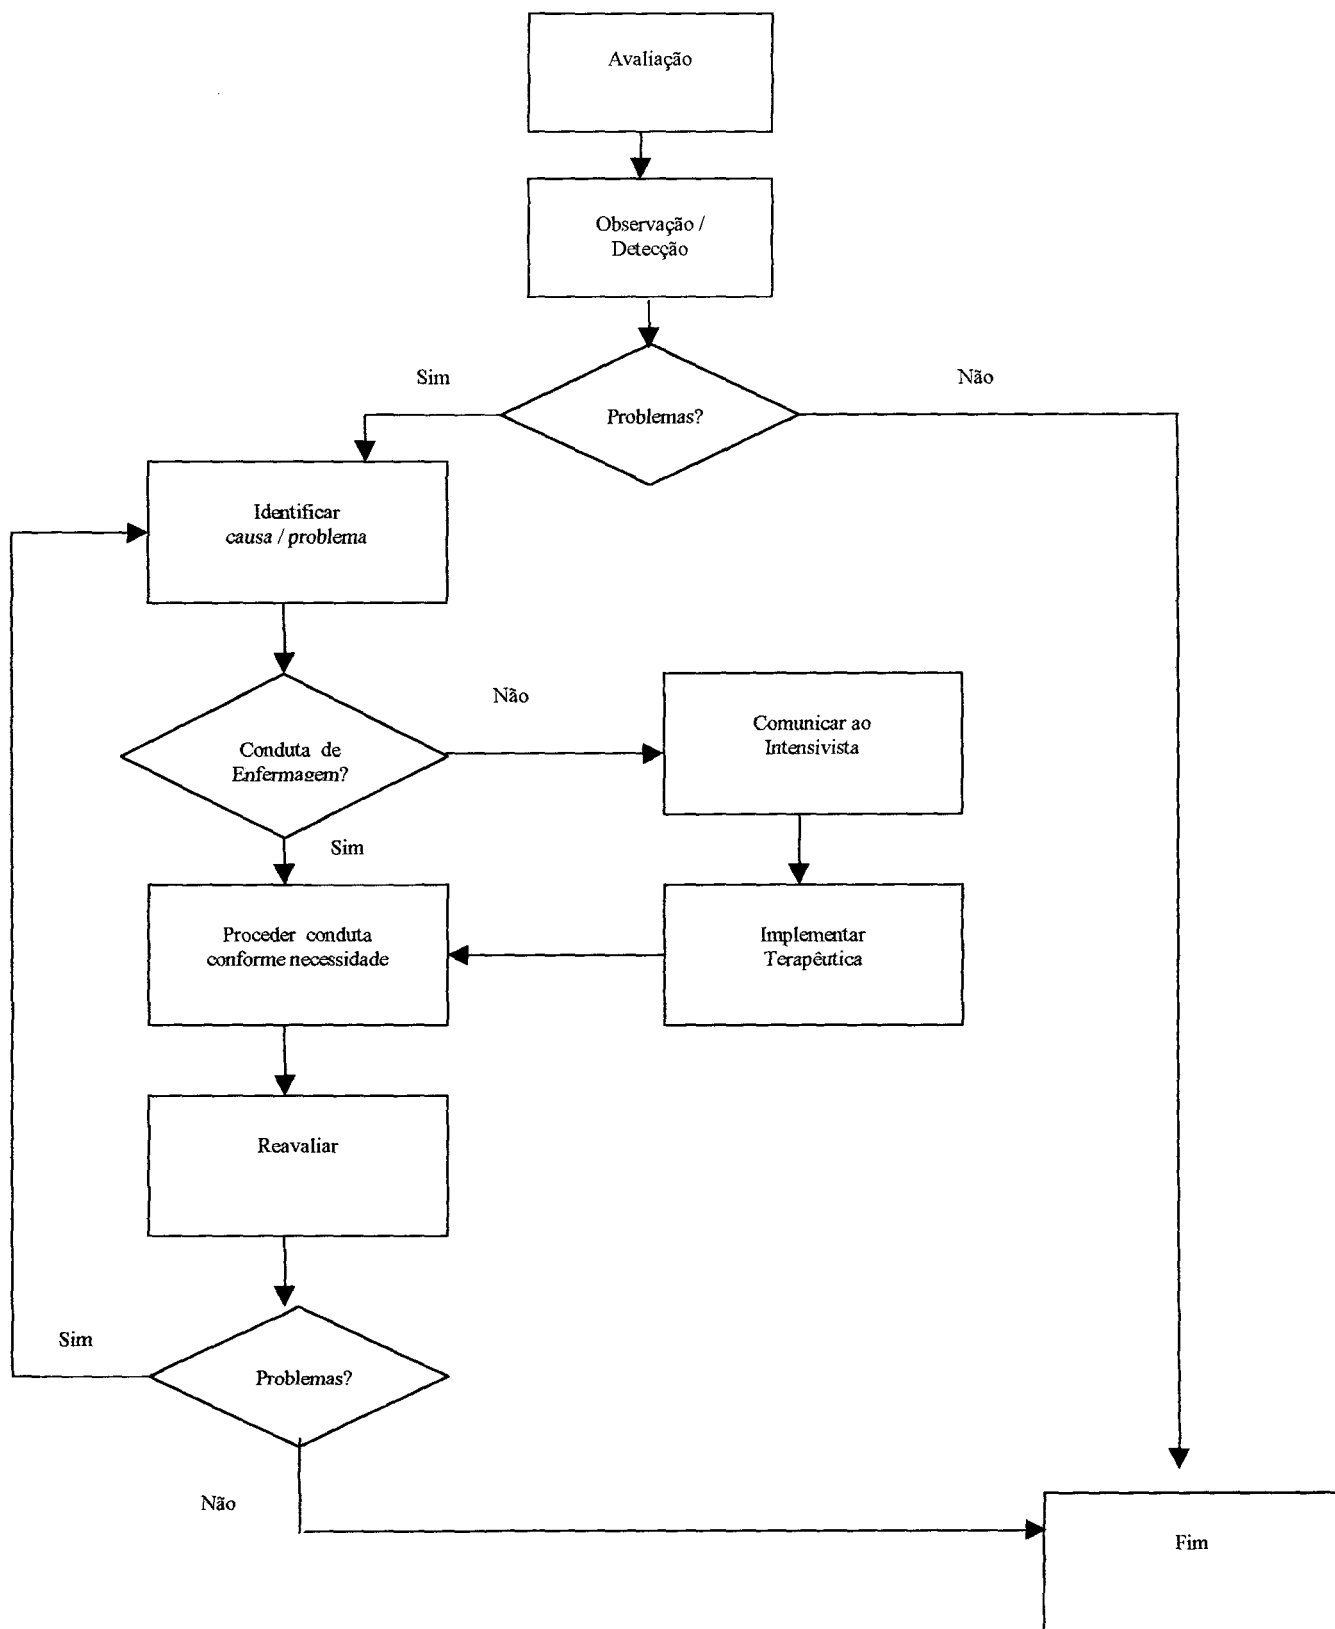 Avaliação
Observação /
Detecção
Sim
Não
Problemas?
Identificar
causa / problema
Não
Comunicar ao
Intensivista
Conduta de
Enfermagem?
Sim
Proceder conduta
conforme necessidade
Implementar
Terapêutica
Reavaliar
Sim
Problemas?
Não
Fim